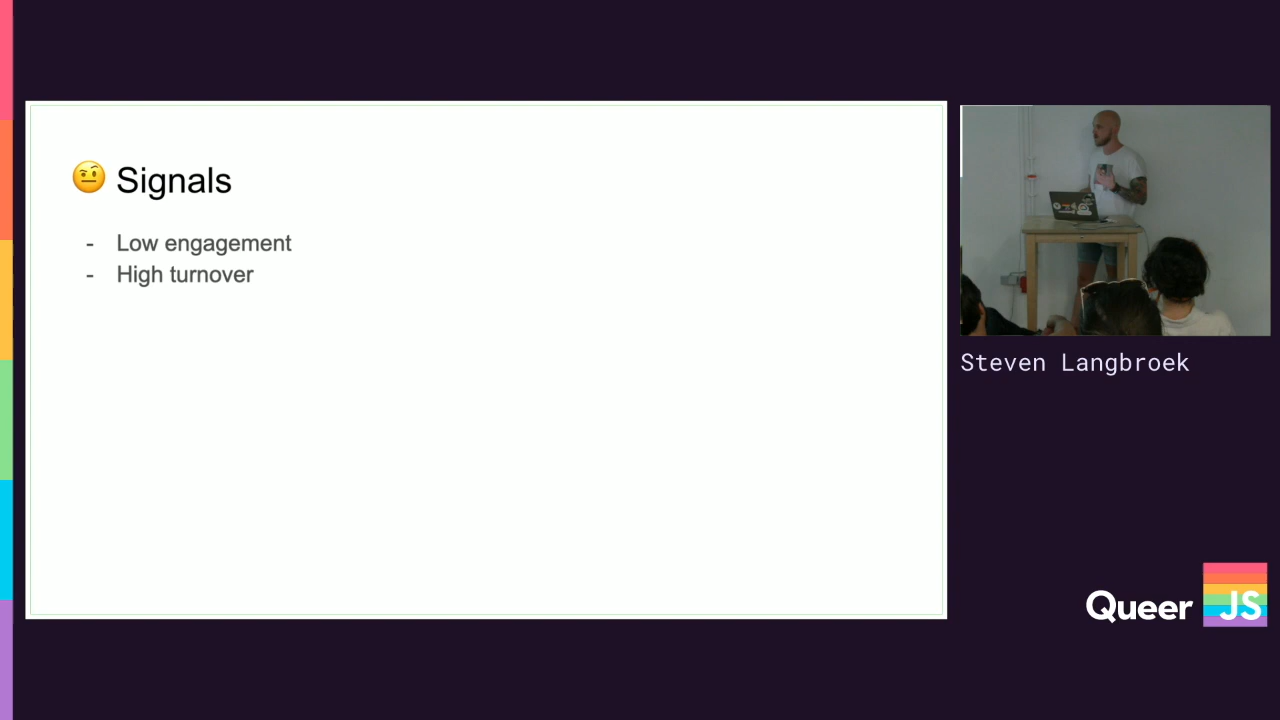 🤨 Signals
- Low engagement
- High turnover
Steven Langbroek
Queer JS